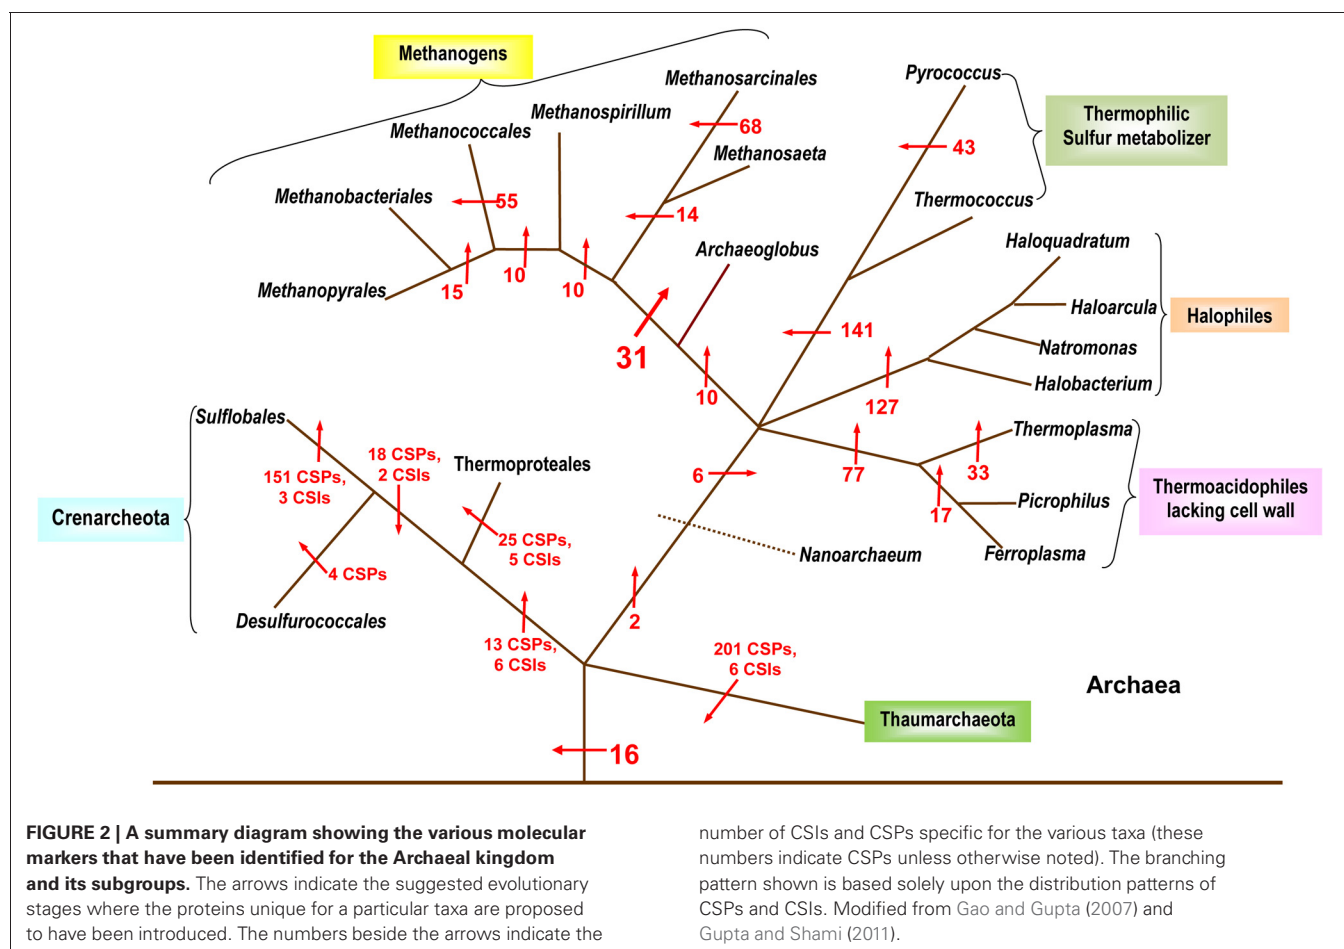 Methanogens
Methanosarcinales
Methanospirillum
Methanococcales
68
Methanosaeta
Methanobacteriales
55
14
Archaeoglobus
Methanopyrales
15
10
10
31
10
Pyrococcus
Thermophilic
Sulfur metabolizer
43
Thermococcus
141
Haloquadratum
Haloarcula
Halophiles
Natromonas
Halobacterium
127
Thermoplasma
77
33
Picrophilus
17
Ferroplasma
Thermoacidophiles
lacking cell wall
6
Nanoarchaeum
2
Sulflobales
151 CSPs,
3 CSIs
18 CSPs,
2 CSIs
Thermoproteales
25 CSPs,
5 CSIs
Crenarcheota
4 CSPs
Desulfurococcales
13 CSPs,
6 CSIs
201 CSPs,
6 CSIs
Archaea
Thaumarchaeota
16
FIGURE 2 | A summary diagram showing the various molecular
markers that have been identified for the Archaeal kingdom
and its subgroups. The arrows indicate the suggested evolutionary
stages where the proteins unique for a particular taxa are proposed
to have been introduced. The numbers beside the arrows indicate the
number of CSIs and CSPs specific for the various taxa (these
numbers indicate CSPs unless otherwise noted). The branching
pattern shown is based solely upon the distribution patterns of
CSPs and CSIs. Modified from Gao and Gupta (2007) and
Gupta and Shami (2011).